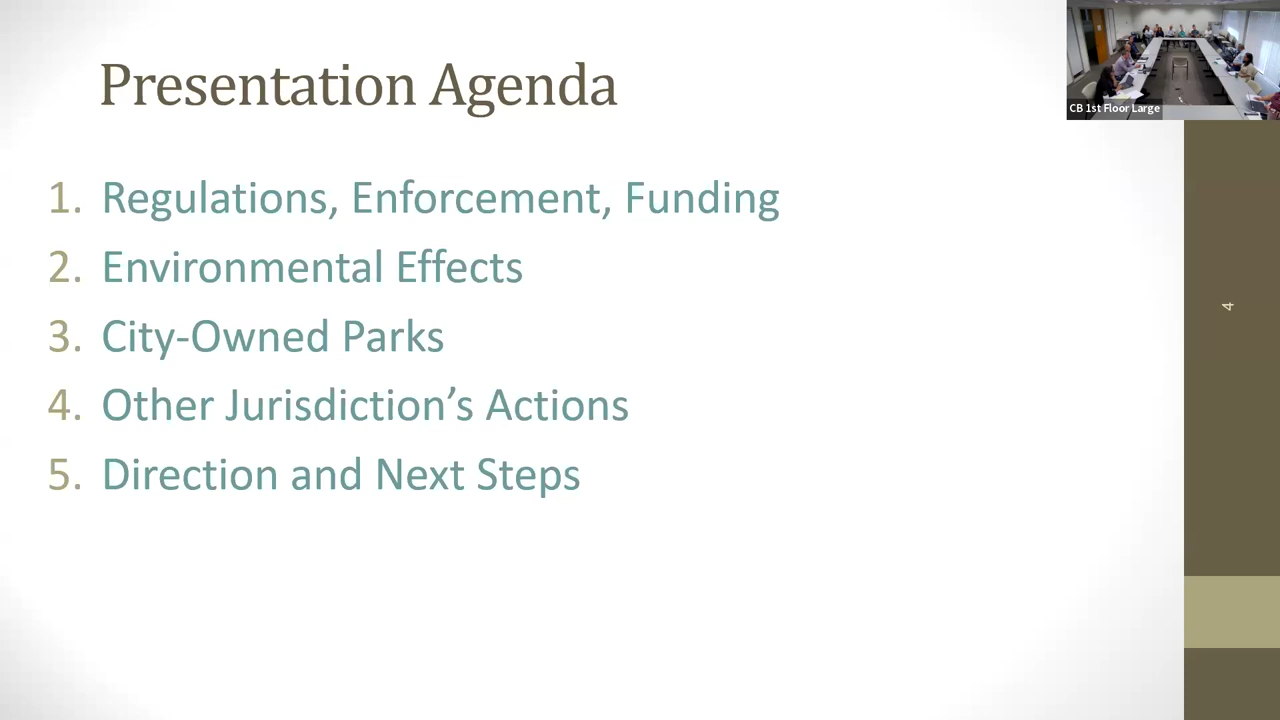 Presentation Agenda
CB 1st Floor Large
1. Regulations, Enforcement, Funding
2. Environmental Effects
3. City-Owned Parks
4. Other Jurisdiction’s Actions
5. Direction and Next Steps
4